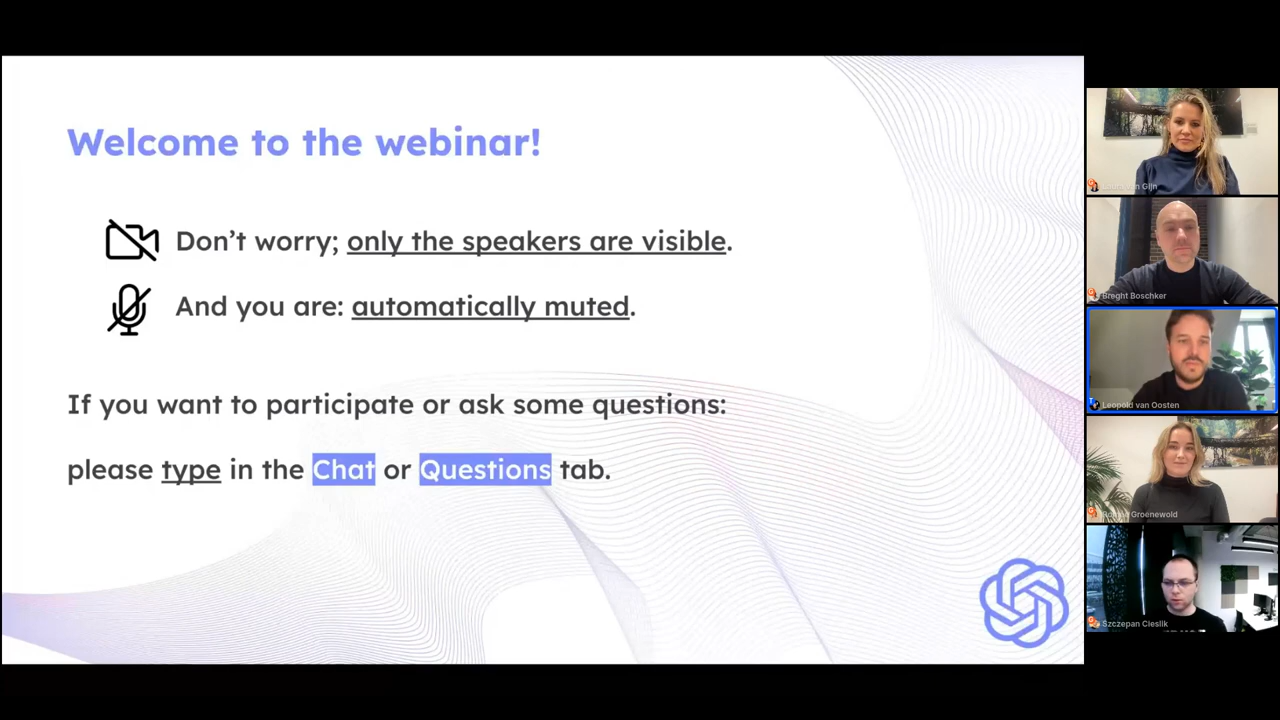 Welcome to the webinar!
Don’t worry; only the speakers are visible.
And you are: automatically muted.
If you want to participate or ask some questions:
please type in the Chat or Questions tab.
van Gijn
Breght Boschker
Leopold van Oosten
Groenewold
Szczepan Cieslik